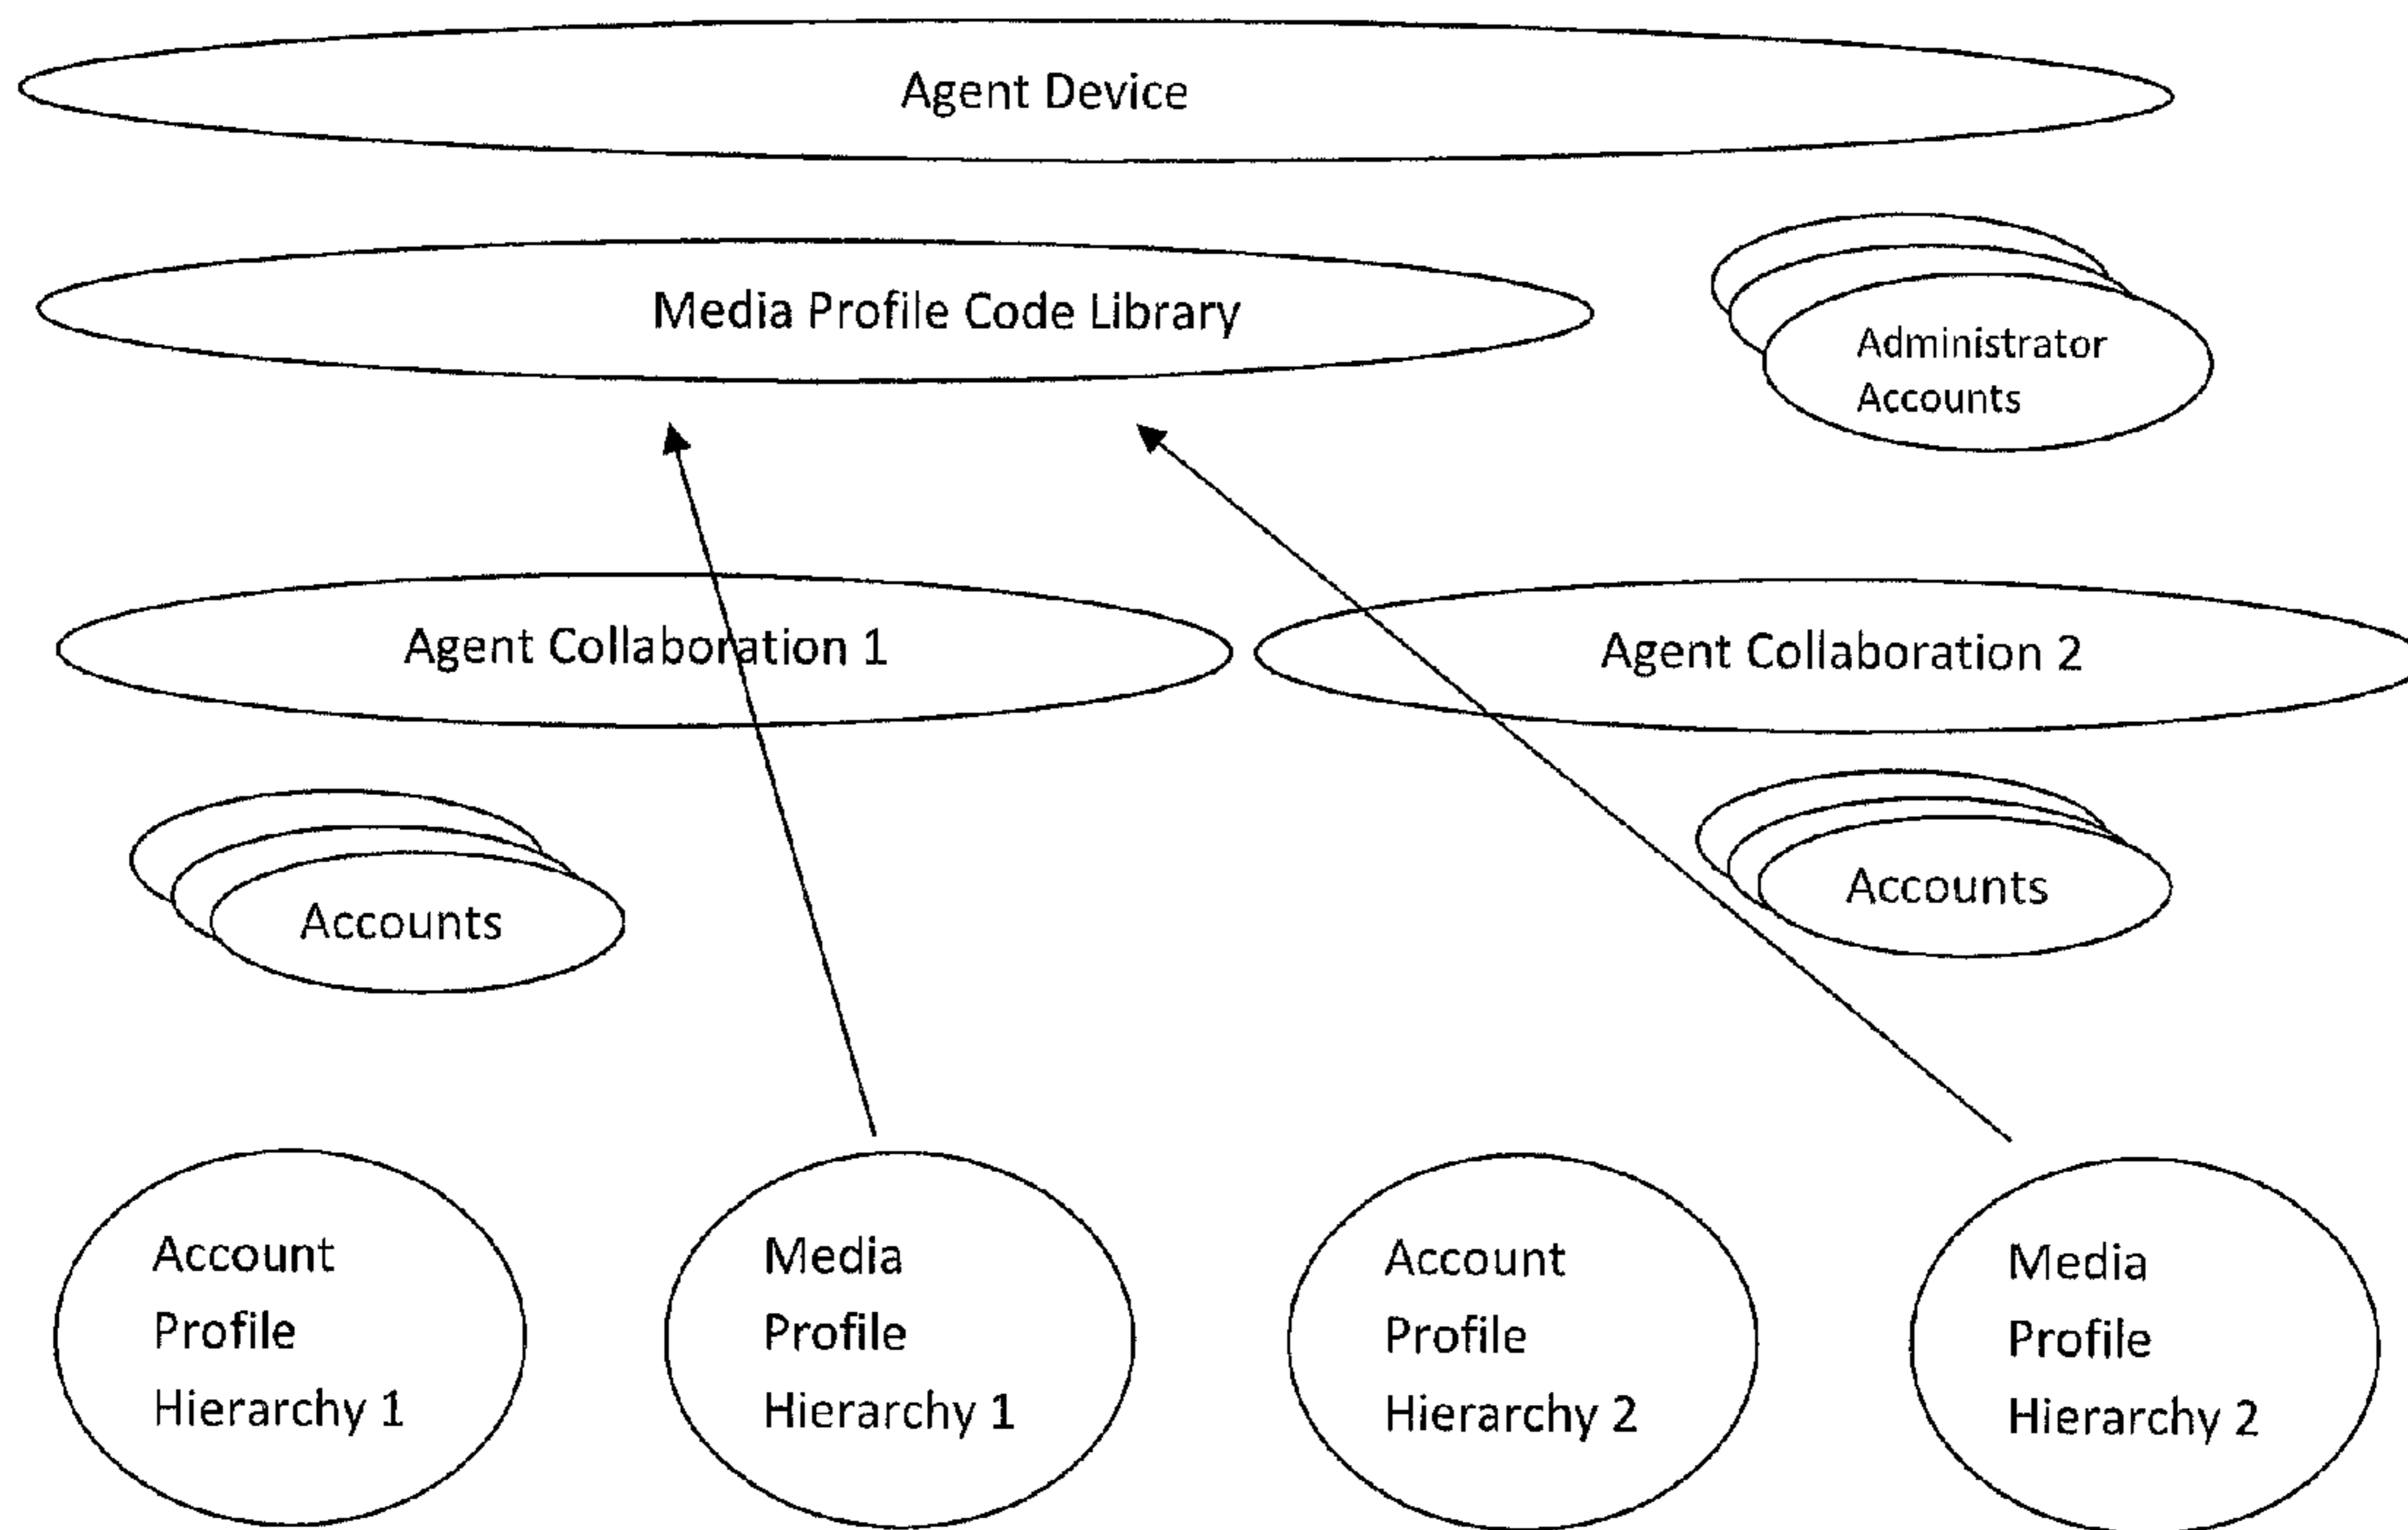 Agent Device
Media Profile Code Library
Administrator
Accounts
Agent Collaboration 1
Agent Collaboration 2
Accounts
Accounts
Account
Profile
Hierarchy 1
Media
Profile
Hierarchy 1
Account
Profile
Hierarchy 2
Media
Profile
Hierarchy 2